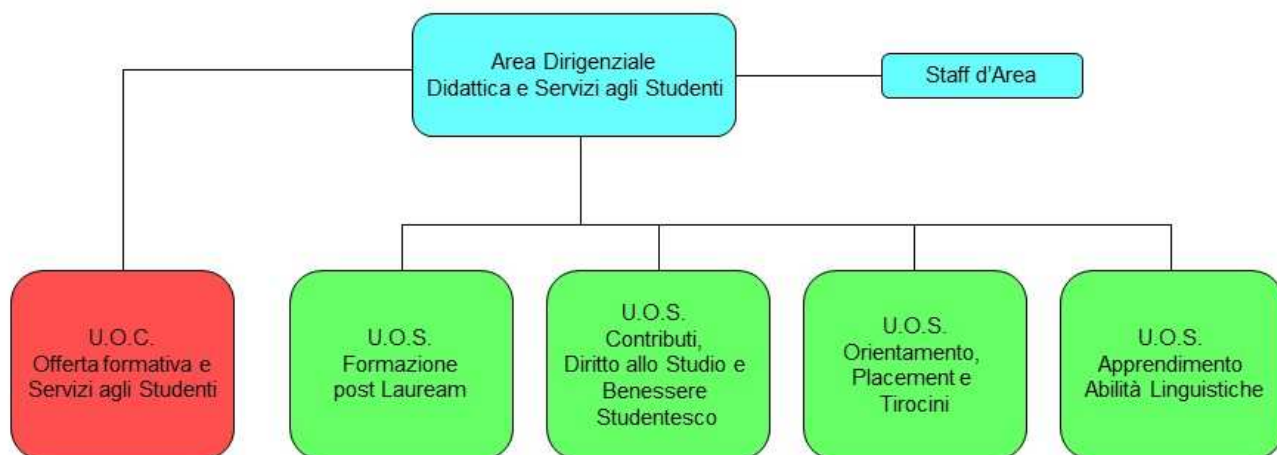 Area Dirigenziale
Didattica e Servizi agli Studenti
Staff d'Area
U.O.C.
Offerta formativa e
Servizi agli Studenti
U.O.S.
Formazione
post Lauream
U.O.S.
Contributi,
Diritto allo Studio e
Benessere
Studentesco
U.O.S.
Orientamento,
Placement e
Tirocini
U.O.S.
Apprendimento
Abilità Linguistiche